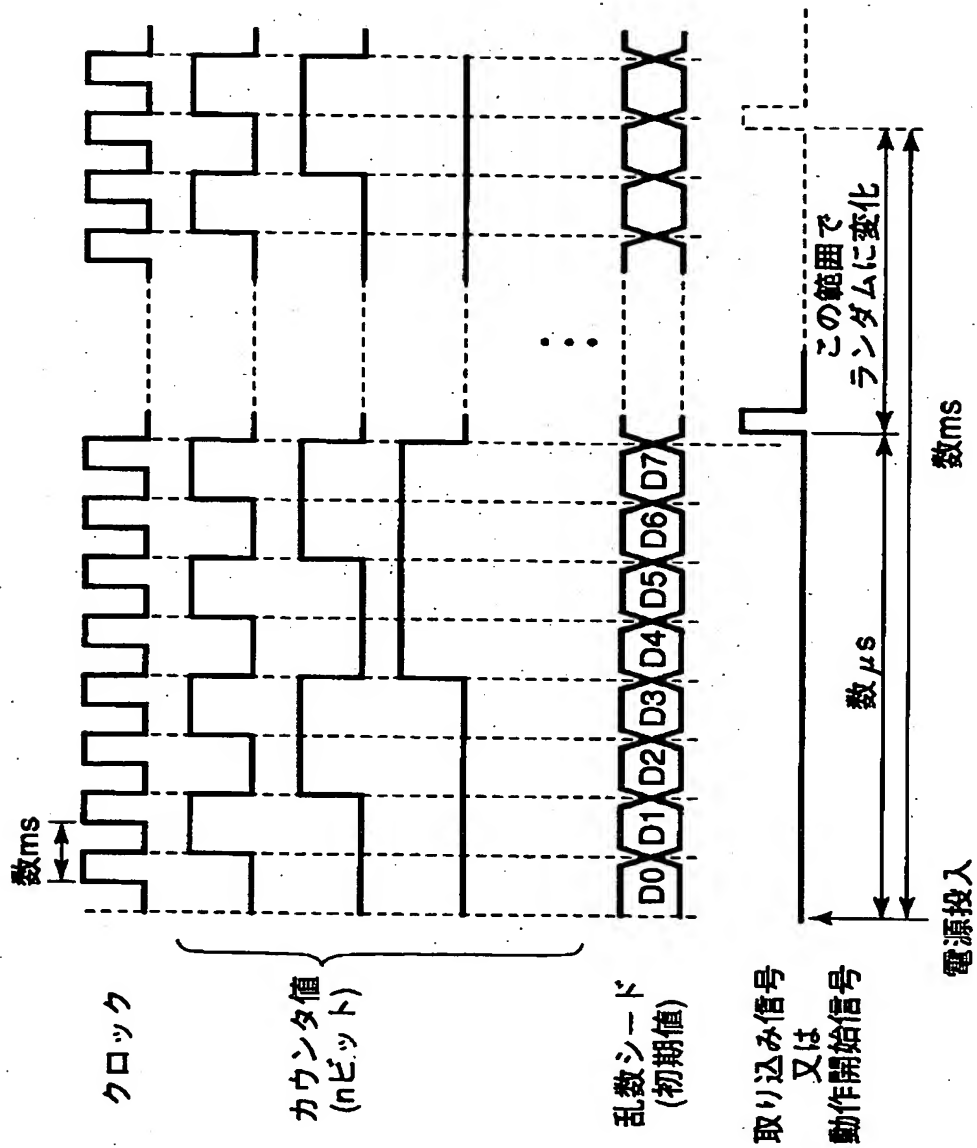 クロック
数ms
カウンタ値
(nビット)
乱数シード
(初期値)
D0 D1 D2 D3 D4 D5 D6 D7
取り込み信号
又は
動作開始信号
電源投入
数μs
この範囲で
ランダムに変化
数ms